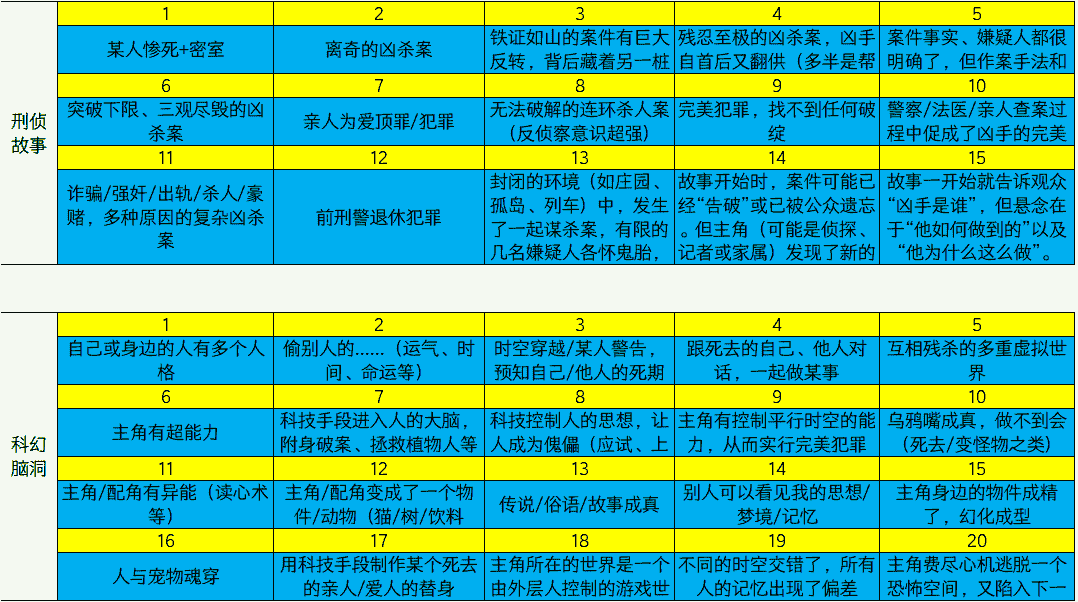 1 2 3 4 5
某人惨死+密室
离奇的凶杀案
铁证如山的案件有巨大
反转，背后藏着另一桩
残忍至极的凶杀案，凶手
自首后又翻供（多半是帮
案件事实、嫌疑人都很
明确了，但作案手法和
刑侦
故事
6 7 8 9 10
突破下限、三观尽毁的凶
杀案
亲人为爱顶罪/犯罪
无法破解的连环杀人案
（反侦察意识超强）
完美犯罪，找不到任何破
绽
警察/法医/亲人查案过
程中促成了凶手的完美
11 12 13 14 15
诈骗/强奸/出轨/杀人/豪
赌，多种原因的复杂凶杀
案
前刑警退休犯罪
封闭的环境（如庄园、
孤岛、列车）中，发生
了一起谋杀案，有限的
几名嫌疑人各怀鬼胎，
故事开始时，案件可能已
经“告破”或已被公众遗忘
。但主角（可能是侦探、
记者或家属）发现了新的
故事一开始就告诉观众
“凶手是谁”，但悬念在
于“他如何做到的”以及
“他为什么这么做”。
1 2 3 4 5
自己或身边的人有多个人
格
偷别人的……（运气、时
间、命运等）
时空穿越/某人警告，
预知自己/他人的死期
跟死去的自己、他人对
话，一起做某事
互相残杀的多重虚拟世
界
科幻
脑洞
6 7 8 9 10
主角有超能力
科技手段进入人的大脑，
附身破案、拯救植物人等
科技控制人的思想，让
人成为傀儡（应试、上
主角有控制平行时空的能
力，从而实行完美犯罪
乌鸦嘴成真，做不到会
（死去/变怪物之类）
11 12 13 14 15
主角/配角有异能（读心术
等）
主角/配角变成了一个物
件/动物（猫/树/饮料
传说/俗语/故事成真
别人可以看见我的思想/
梦境/记忆
主角身边的物件成精
了，幻化成型
16 17 18 19 20
人与宠物魂穿
用科技手段制作某个死去
的亲人/爱人的替身
主角所在的世界是一个
由外层人控制的游戏世
不同的时空交错了，所有
人的记忆出现了偏差
主角费尽心机逃脱一个
恐怖空间，又陷入下一